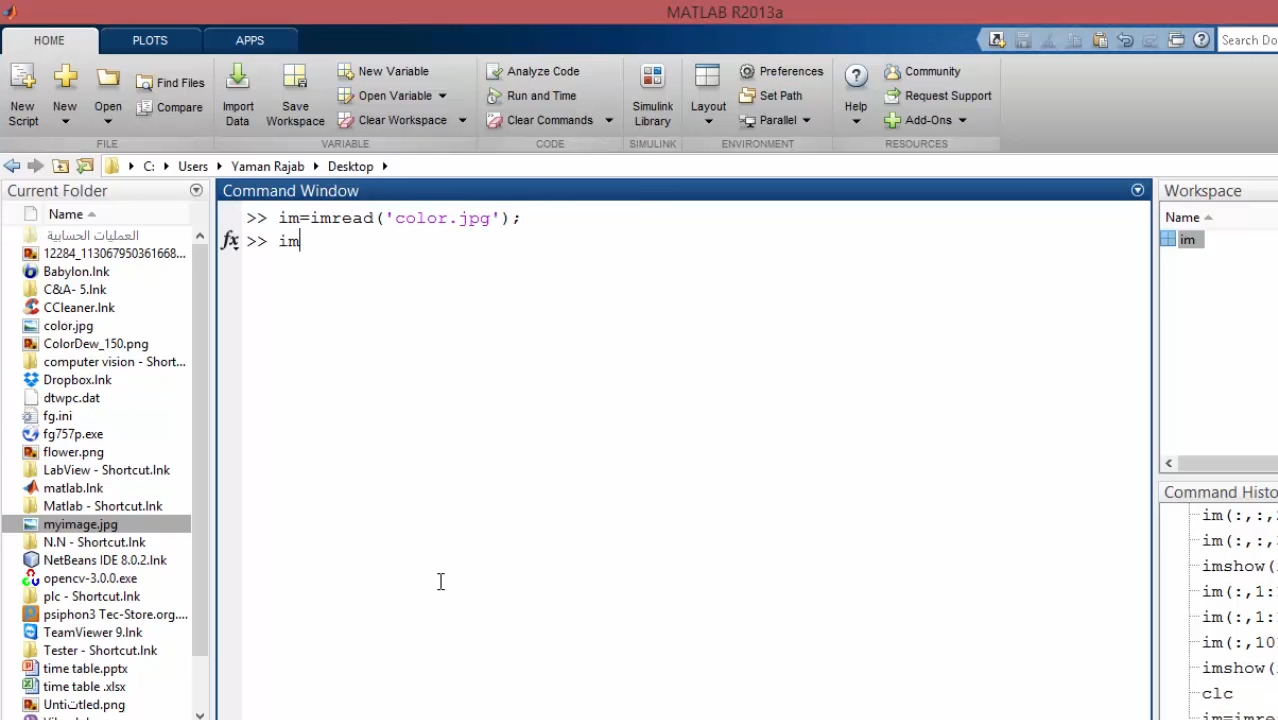 MATLAB R2013a
HOME PLOTS APPS
Search Do
New Script
New
Open
Find Files
Compare
Import Data
Save Workspace
New Variable
Open Variable
Clear Workspace
Analyze Code
Run and Time
Clear Commands
Simulink Library
Layout
Preferences
Set Path
Parallel
Help
Community
Request Support
Add-Ons
FILE VARIABLE CODE SIMULINK ENVIRONMENT RESOURCES
C: Users Yaman Rajab Desktop
Current Folder
Name
العمليات الحسابية
12284_113067950361668...
Babylon.lnk
C&A- 5.lnk
CCleaner.lnk
color.jpg
ColorDew_150.png
computer vision - Short...
Dropbox.lnk
dtwpc.dat
fg.ini
fg757p.exe
flower.png
LabView - Shortcut.lnk
matlab.lnk
Matlab - Shortcut.lnk
myimage.jpg
N.N - Shortcut.lnk
NetBeans IDE 8.0.2.lnk
opencv-3.0.0.exe
plc - Shortcut.lnk
psiphon3 Tec-Store.org....
TeamViewer 9.lnk
Tester - Shortcut.lnk
time table.pptx
time table .xlsx
Command Window
>> im=imread('color.jpg');
fx >> im
Workspace
Name
im
Command Histo
im(:,:,
im(:,:,
imshow(
im(:,1:
im(:,1:
im(:,10
imshow(
clc
im=imre